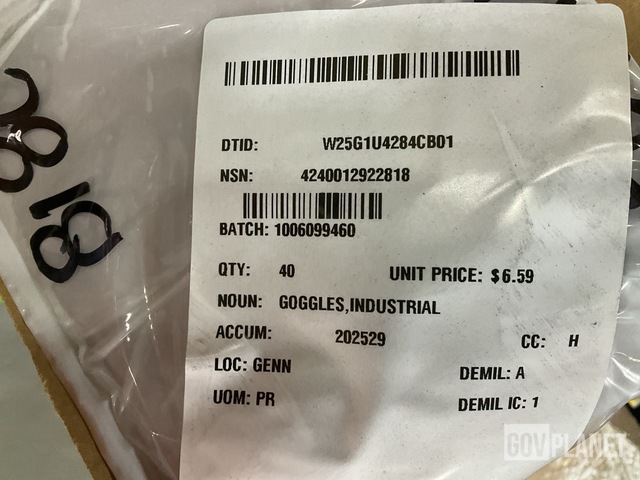 DTID: W25G1U4284CB01
NSN: 4240012922818
BATCH: 1006099460
QTY: 40 UNIT PRICE: $6.59
NOUN: GOGGLES,INDUSTRIAL
ACCUM: 202529 CC: H
LOC: GENN DEMIL: A
UOM: PR DEMIL IC: 1
GOVPLANET
2818